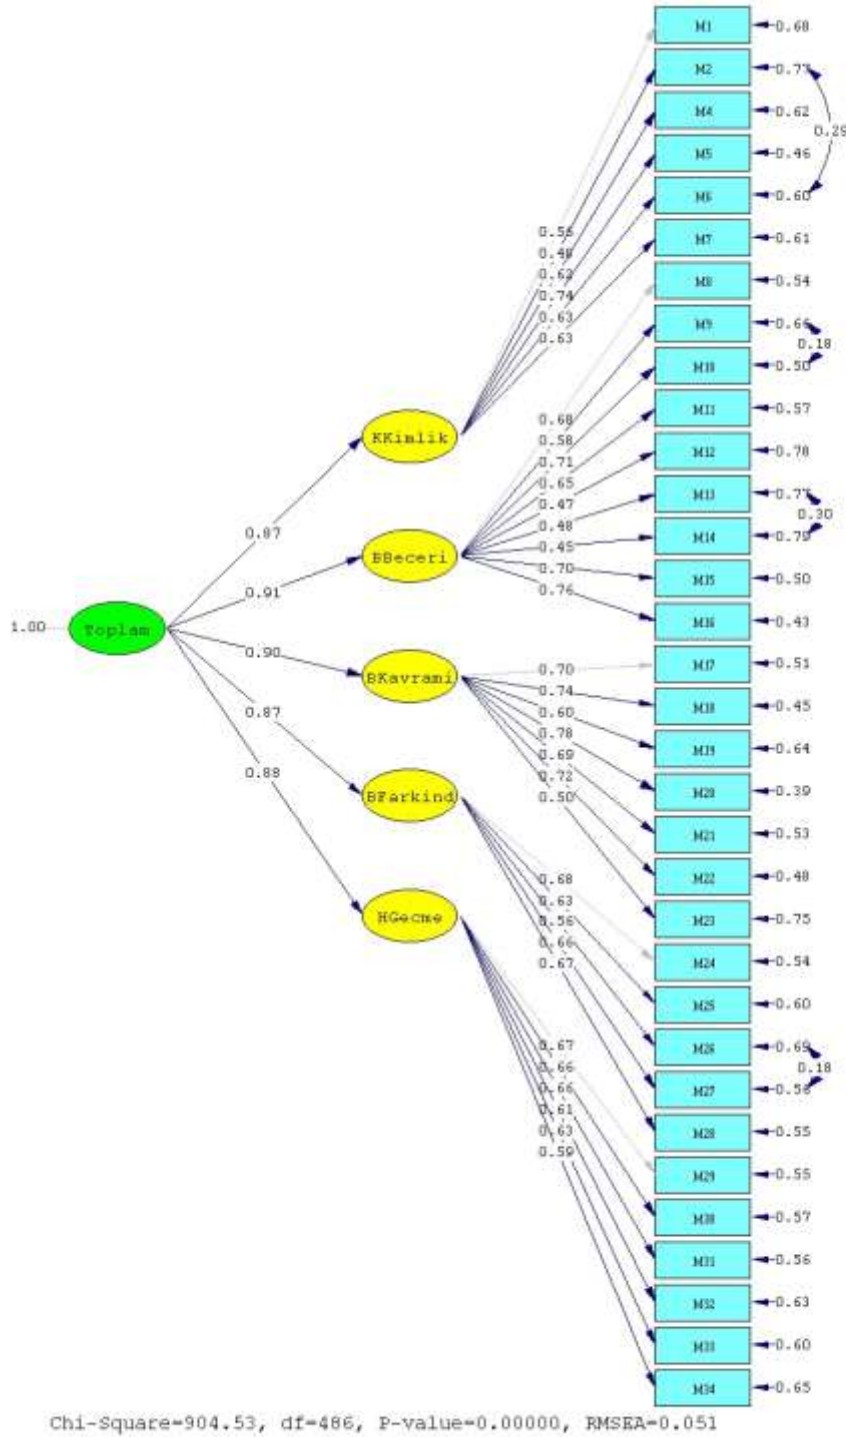 M1
0.68
M2
0.77
M4
0.62
0.29
M5
0.46
M6
0.60
0.56
M7
0.61
0.48
0.62
M8
0.54
0.74
0.63
M9
0.66
0.63
0.18
M10
0.50
M11
0.57
0.68
KKimlik
0.58
M12
0.78
0.71
0.65
M13
0.77
0.47
0.30
0.87
0.48
M14
0.79
0.45
BBeceri
0.70
M15
0.50
0.91
0.76
M16
0.43
1.00
Toplam
0.90
0.70
M17
0.51
BKavrami
0.74
M18
0.45
0.87
0.60
0.78
M19
0.64
0.69
0.88
0.72
M20
0.39
BFarkind
0.50
M21
0.53
M22
0.48
0.68
0.63
HGecme
M23
0.75
0.56
0.66
M24
0.54
0.67
M25
0.60
0.67
M26
0.69
0.66
0.18
0.66
M27
0.56
0.61
0.63
M28
0.55
0.59
M29
0.55
M30
0.57
M31
0.56
M32
0.63
M33
0.60
M34
0.65
Chi-Square=904.53, df=486, P-value=0.00000, RMSEA=0.051